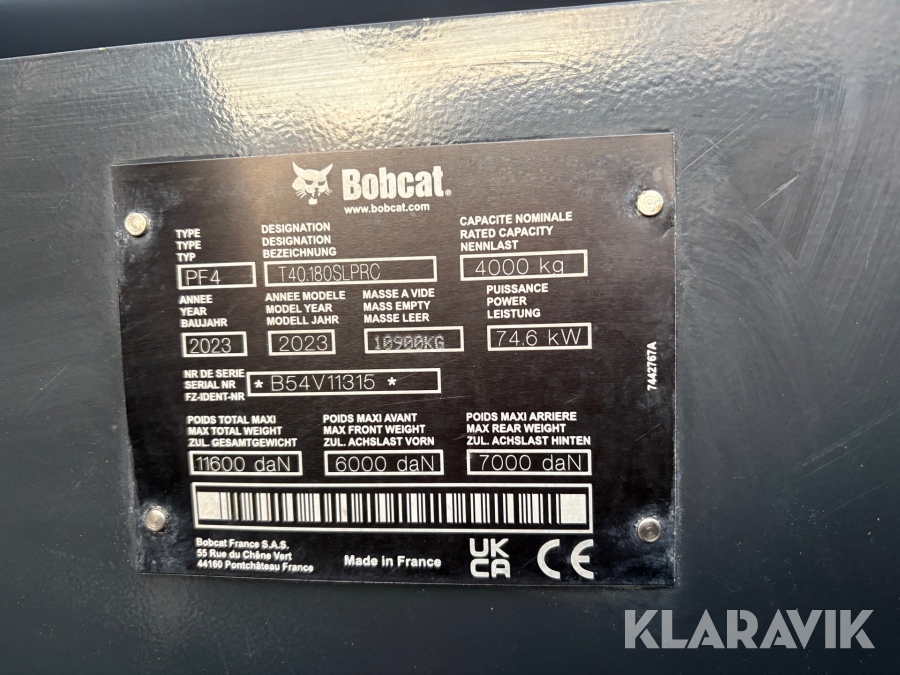 Bobcat®
www.bobcat.com
TYPE
TYPE
TYP
PF4
DESIGNATION
DESIGNATION
BEZEICHNUNG
T40.180SLPRC
CAPACITE NOMINALE
RATED CAPACITY
NENNLAST
4000 kg
ANNEE
YEAR
BAUJAHR
2023
ANNEE MODELE
MODEL YEAR
MODELL JAHR
2023
MASSE A VIDE
MASS EMPTY
MASSE LEER
10900KG
PUISSANCE
POWER
LEISTUNG
74.6 kW
NR DE SERIE
SERIAL NR
FZ-IDENT-NR
* B54V11315 *
POIDS TOTAL MAXI
MAX TOTAL WEIGHT
ZUL. GESAMTGEWICHT
11600 daN
POIDS MAXI AVANT
MAX FRONT WEIGHT
ZUL. ACHSLAST VORN
6000 daN
POIDS MAXI ARRIERE
MAX REAR WEIGHT
ZUL. ACHSLAST HINTEN
7000 daN
7442767A
Bobcat France S.A.S.
55 Rue du Chêne Vert
44160 Pontchâteau France
Made in France
UK
CA
CE
KLARAVIK